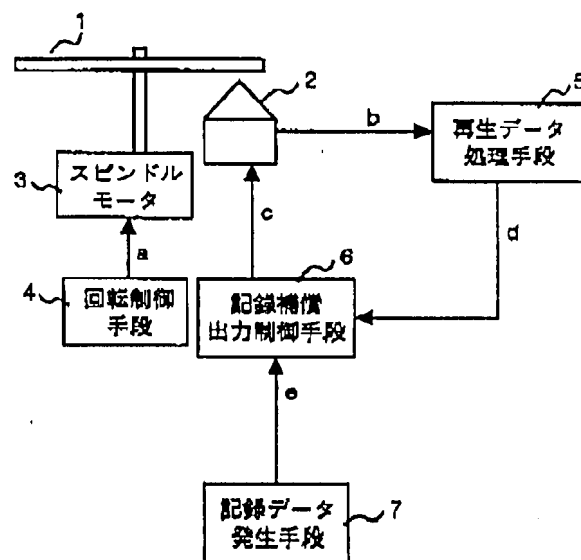 1
2
b
5
再生データ
処理手段
3
スピンドル
モータ
a
c
d
4
回転制御
手段
6
記録補償
出力制御手段
e
記録データ
発生手段
7